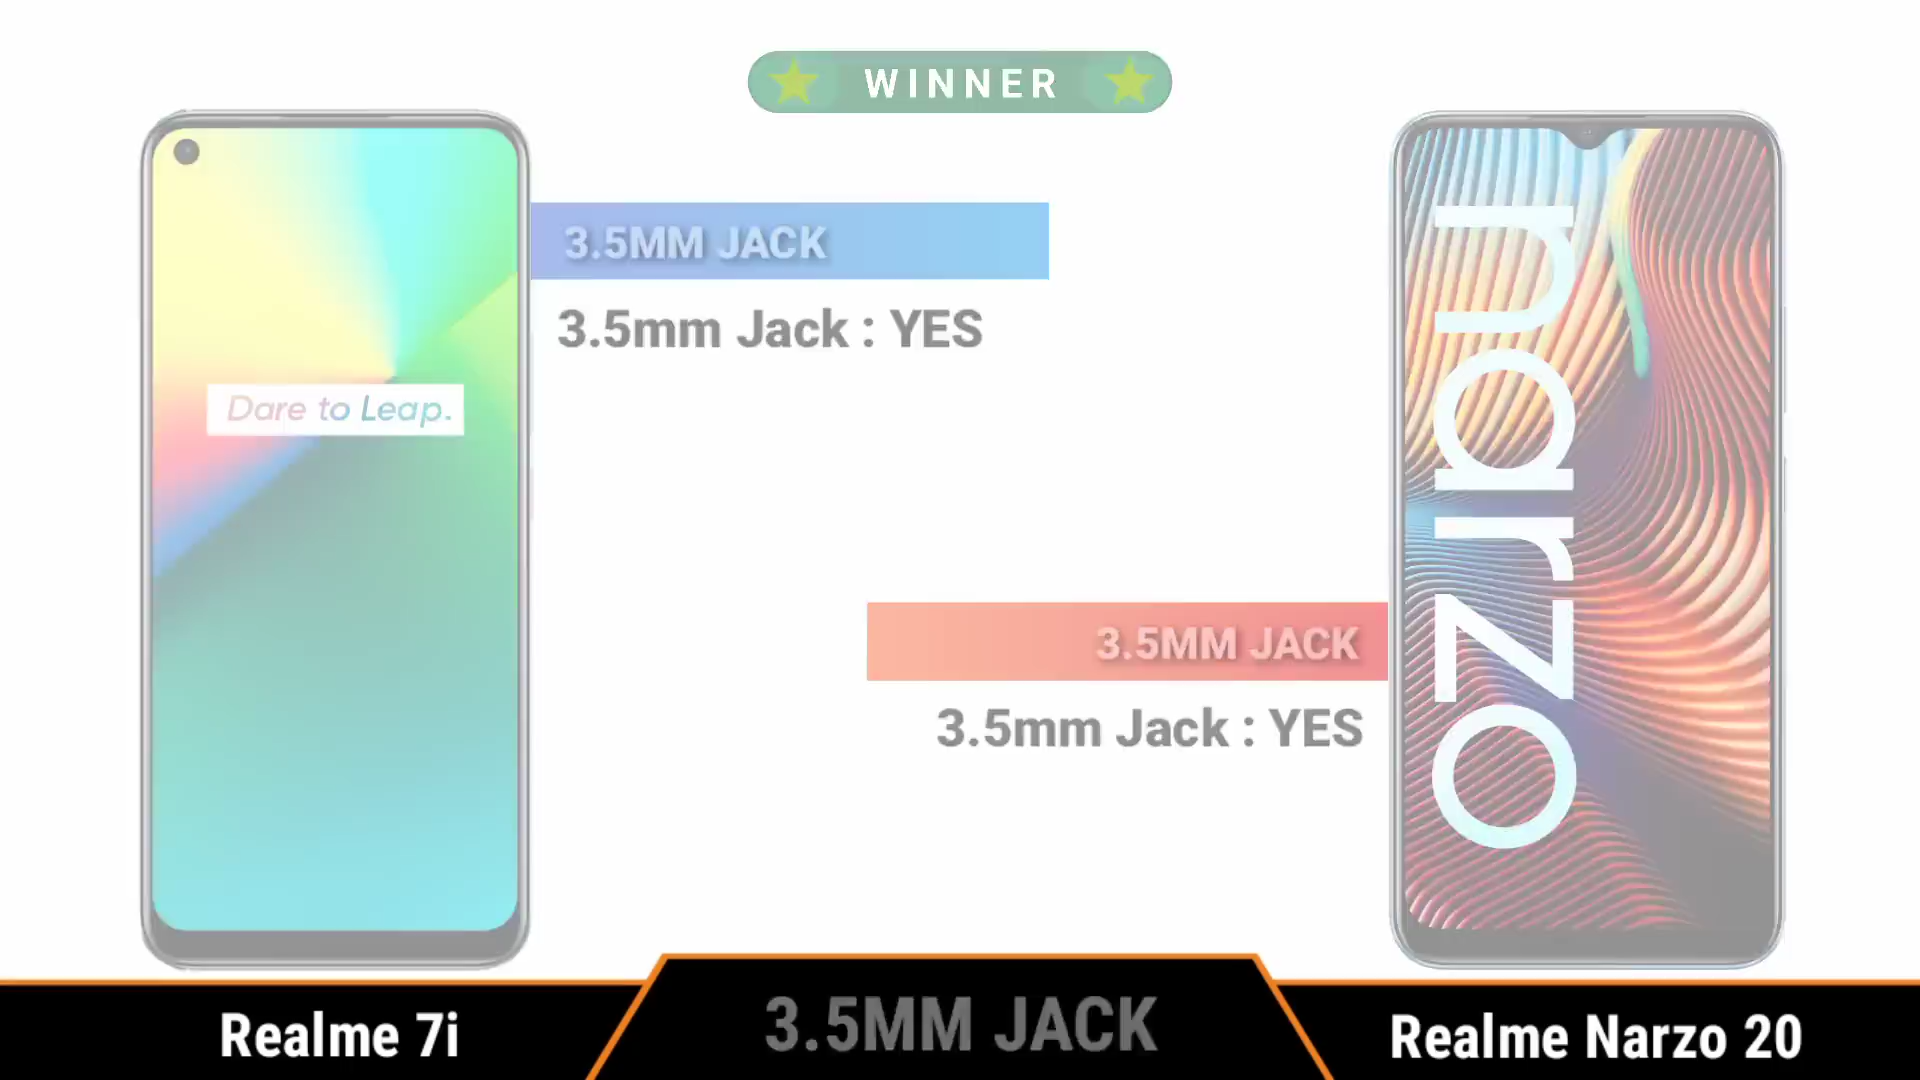 WINNER
3.5MM JACK
3.5mm Jack : YES
Dare to Leap.
narzo
3.5MM JACK
3.5mm Jack : YES
Realme 7i
3.5MM JACK
Realme Narzo 20